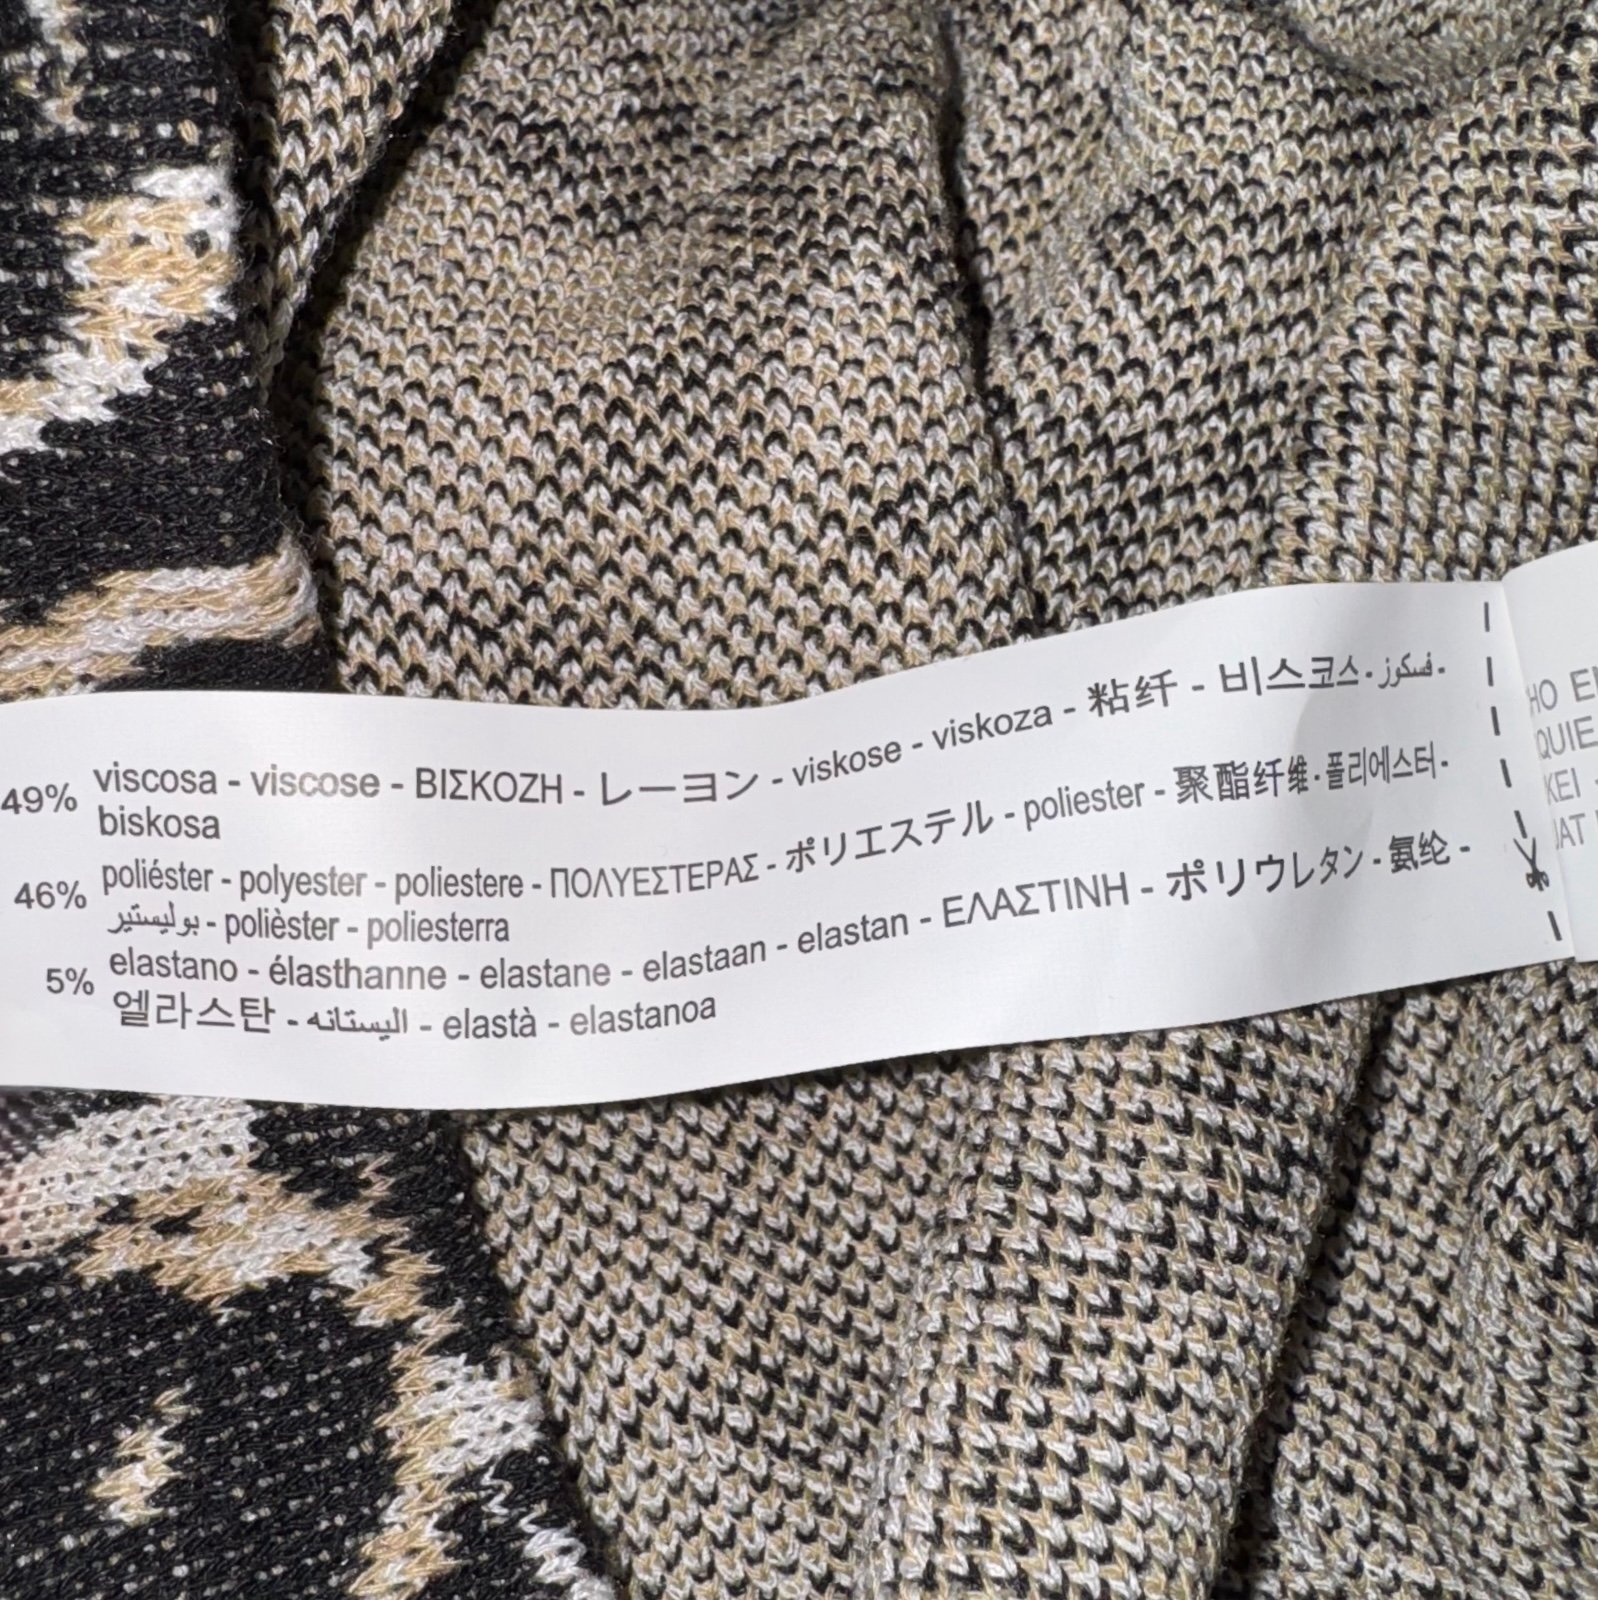 49% viscosa - viscose - ΒΙΣΚΟΖΗ - レーヨン - viskose - viskoza - 粘纤 - 비스코스 - فسكوز -
biskosa
46% poliéster - polyester - poliestere - ΠΟΛΥΕΣΤΕΡΑΣ - ポリエステル - poliester - 聚酯纤维 - 폴리에스터 -
بوليستير - polièster - poliesterra
5% elastano - élasthanne - elastane - elastaan - elastan - ΕΛΑΣΤΙΝΗ - ポリウレタン - 氨纶 -
엘라스탄 - اليستانه - elastà - elastanoa